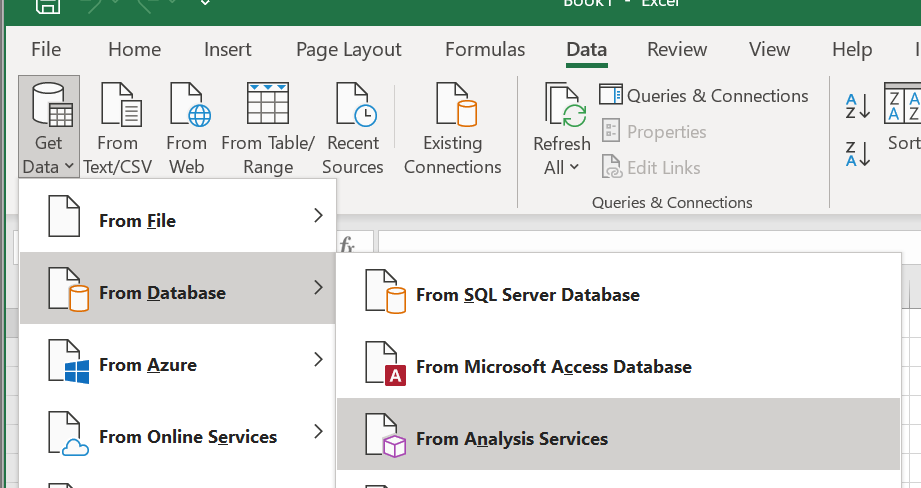 Book1 - Excel
File Home Insert Page Layout Formulas Data Review View Help
Get Data
From Text/CSV
From Web
From Table/ Range
Recent Sources
Existing Connections
Refresh All
Queries & Connections
Properties
Edit Links
Queries & Connections
A Z
Z A
Z A A Z
Sort
fx
From File
From Database
From Azure
From Online Services
From SQL Server Database
A From Microsoft Access Database
From Analysis Services